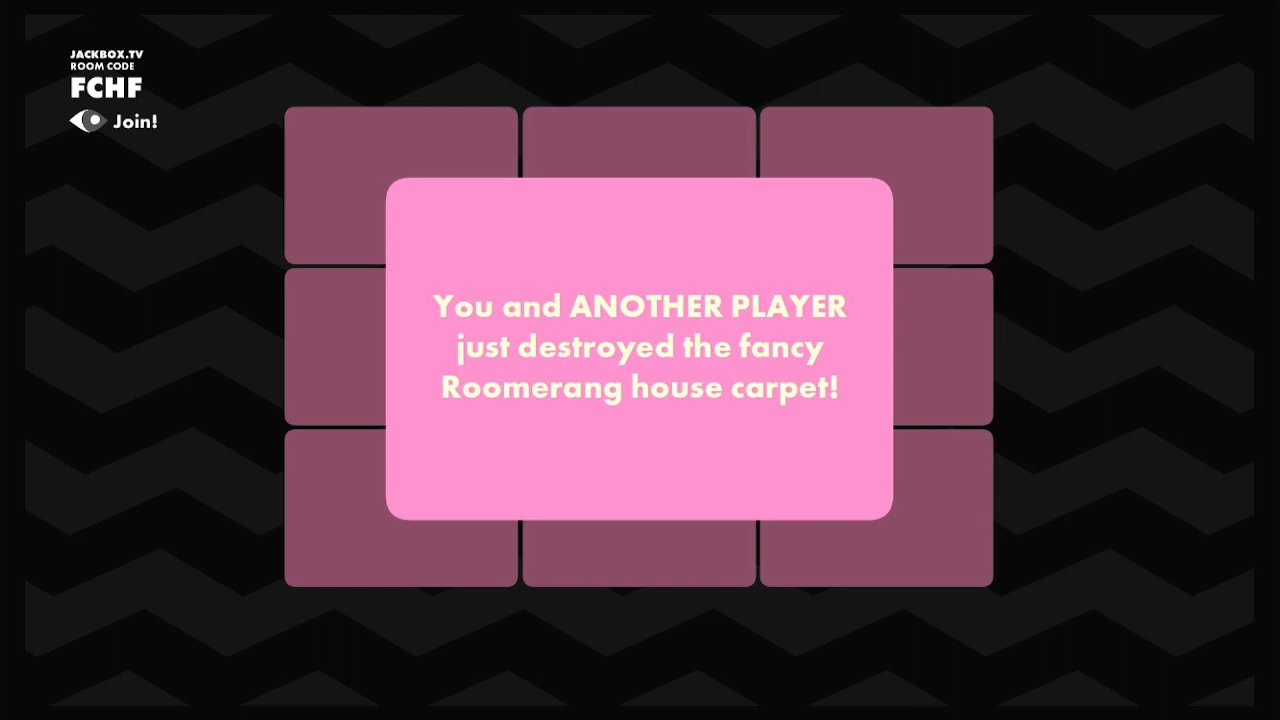 JACKBOX.TV
ROOM CODE
FCHF
Join!
You and ANOTHER PLAYER
just destroyed the fancy
Roomerang house carpet!